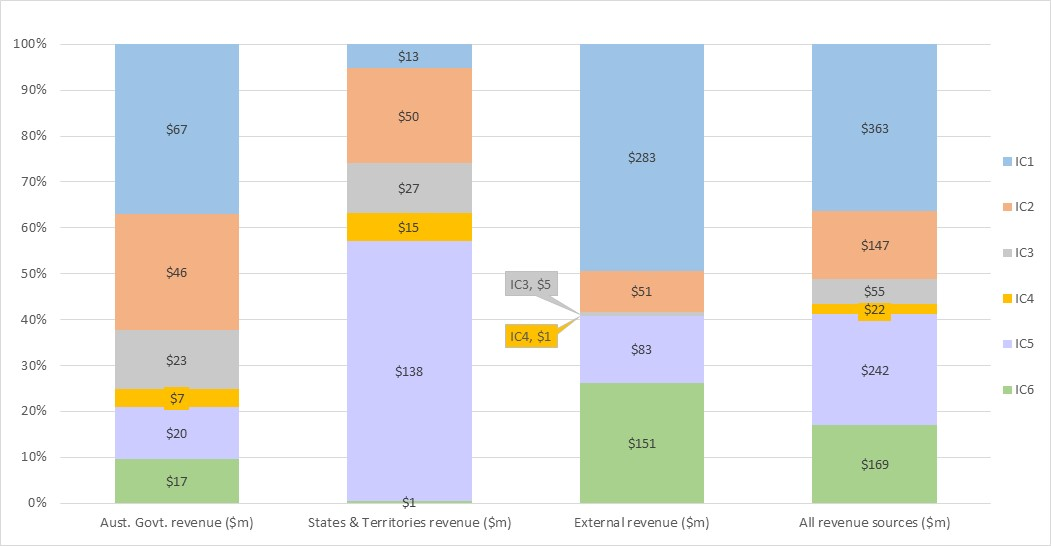 100%
90%
80%
70%
60%
50%
40%
30%
20%
10%
0%
$67
$46
$23
$7
$20
$17
$13
$50
$27
$15
$138
$1
IC3, $5
IC4, $1
$283
$51
$83
$151
$363
$147
$55
$22
$242
$169
IC1
IC2
IC3
IC4
IC5
IC6
Aust. Govt. revenue ($m)
States & Territories revenue ($m)
External revenue ($m)
All revenue sources ($m)